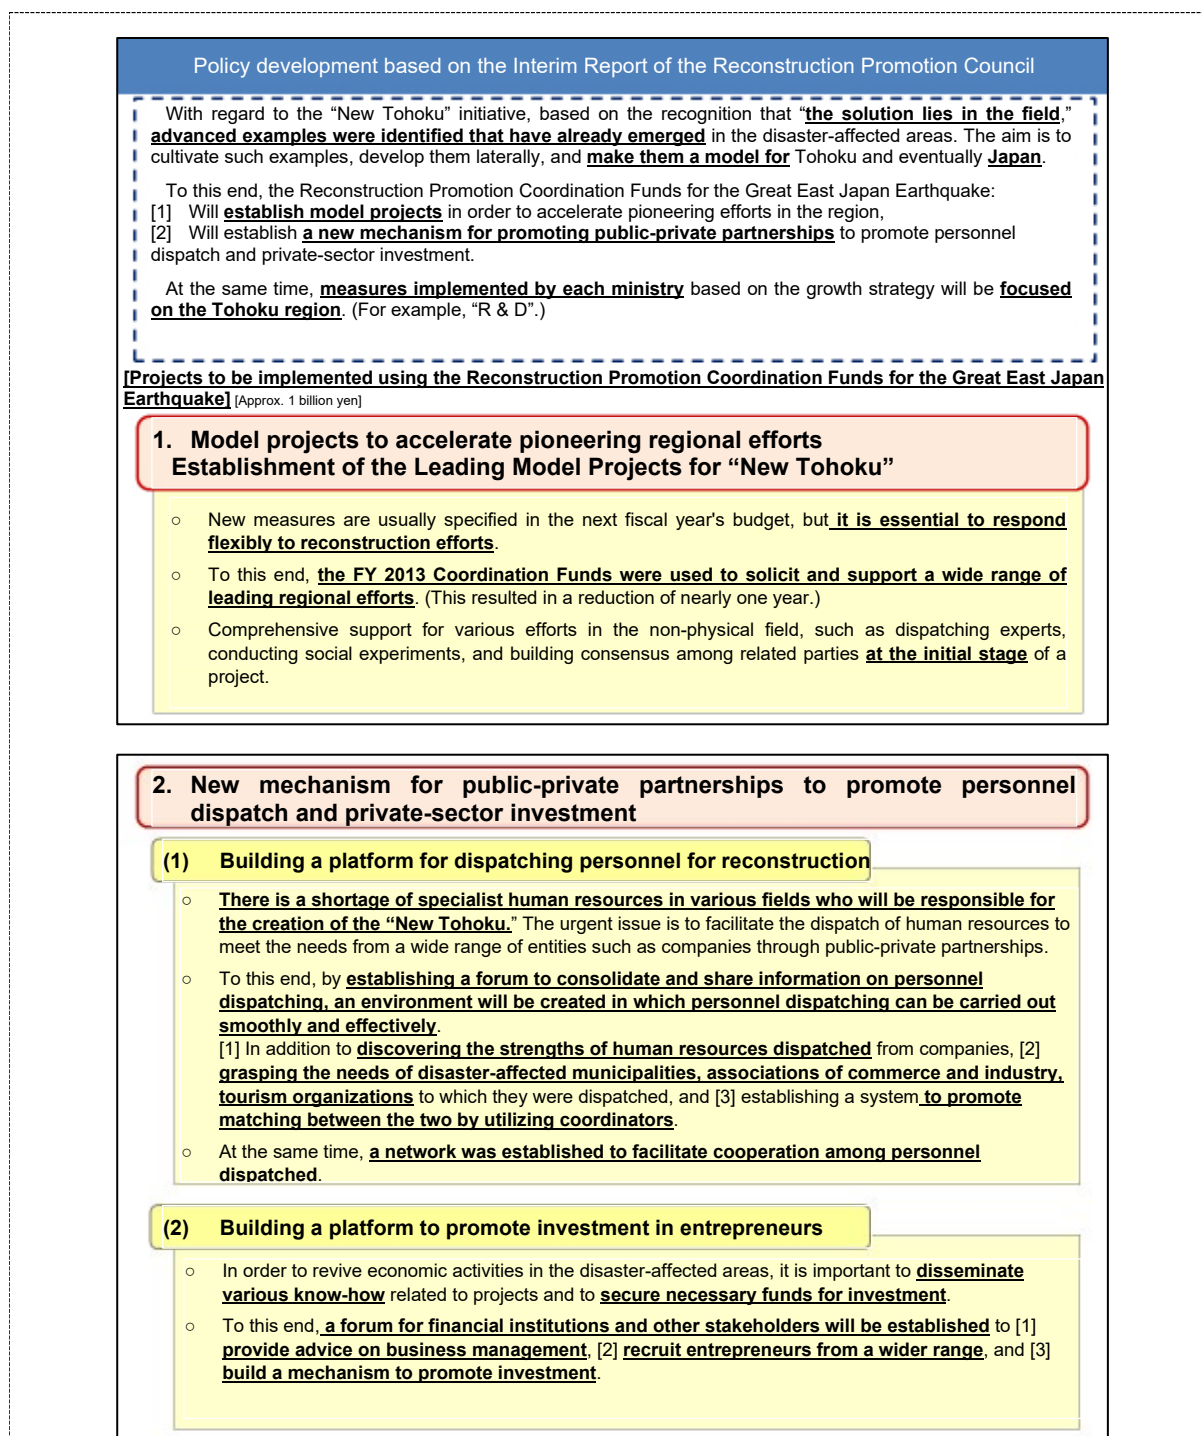 Policy development based on the Interim Report of the Reconstruction Promotion Council
With regard to the “New Tohoku” initiative, based on the recognition that “the solution lies in the field,”
advanced examples were identified that have already emerged in the disaster-affected areas. The aim is to
cultivate such examples, develop them laterally, and make them a model for Tohoku and eventually Japan.
To this end, the Reconstruction Promotion Coordination Funds for the Great East Japan Earthquake:
[1] Will establish model projects in order to accelerate pioneering efforts in the region,
[2] Will establish a new mechanism for promoting public-private partnerships to promote personnel
dispatch and private-sector investment.
At the same time, measures implemented by each ministry based on the growth strategy will be focused
on the Tohoku region. (For example, “R & D”.)
[Projects to be implemented using the Reconstruction Promotion Coordination Funds for the Great East Japan
Earthquake] [Approx. 1 billion yen]
1. Model projects to accelerate pioneering regional efforts
Establishment of the Leading Model Projects for “New Tohoku”
○ New measures are usually specified in the next fiscal year's budget, but it is essential to respond
flexibly to reconstruction efforts.
○ To this end, the FY 2013 Coordination Funds were used to solicit and support a wide range of
leading regional efforts. (This resulted in a reduction of nearly one year.)
○ Comprehensive support for various efforts in the non-physical field, such as dispatching experts,
conducting social experiments, and building consensus among related parties at the initial stage of a
project.
2. New mechanism for public-private partnerships to promote personnel
dispatch and private-sector investment
(1) Building a platform for dispatching personnel for reconstruction
○ There is a shortage of specialist human resources in various fields who will be responsible for
the creation of the “New Tohoku.” The urgent issue is to facilitate the dispatch of human resources to
meet the needs from a wide range of entities such as companies through public-private partnerships.
○ To this end, by establishing a forum to consolidate and share information on personnel
dispatching, an environment will be created in which personnel dispatching can be carried out
smoothly and effectively.
[1] In addition to discovering the strengths of human resources dispatched from companies, [2]
grasping the needs of disaster-affected municipalities, associations of commerce and industry,
tourism organizations to which they were dispatched, and [3] establishing a system to promote
matching between the two by utilizing coordinators.
○ At the same time, a network was established to facilitate cooperation among personnel
dispatched.
(2) Building a platform to promote investment in entrepreneurs
○ In order to revive economic activities in the disaster-affected areas, it is important to disseminate
various know-how related to projects and to secure necessary funds for investment.
○ To this end, a forum for financial institutions and other stakeholders will be established to [1]
provide advice on business management, [2] recruit entrepreneurs from a wider range, and [3]
build a mechanism to promote investment.